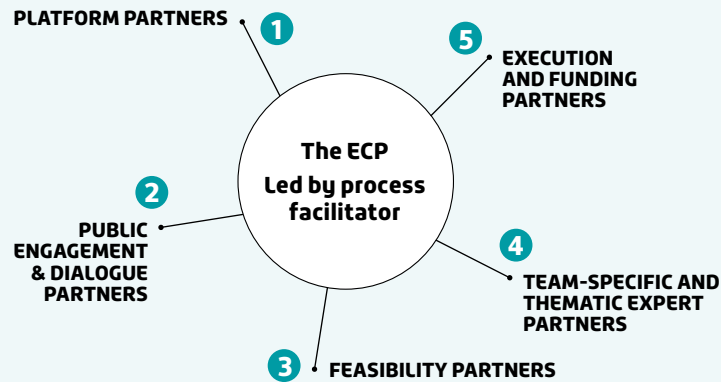 The ECP
Led by process
facilitator
1
PLATFORM PARTNERS
2
PUBLIC
ENGAGEMENT
& DIALOGUE
PARTNERS
3
FEASIBILITY PARTNERS
4
TEAM-SPECIFIC AND
THEMATIC EXPERT
PARTNERS
5
EXECUTION
AND FUNDING
PARTNERS